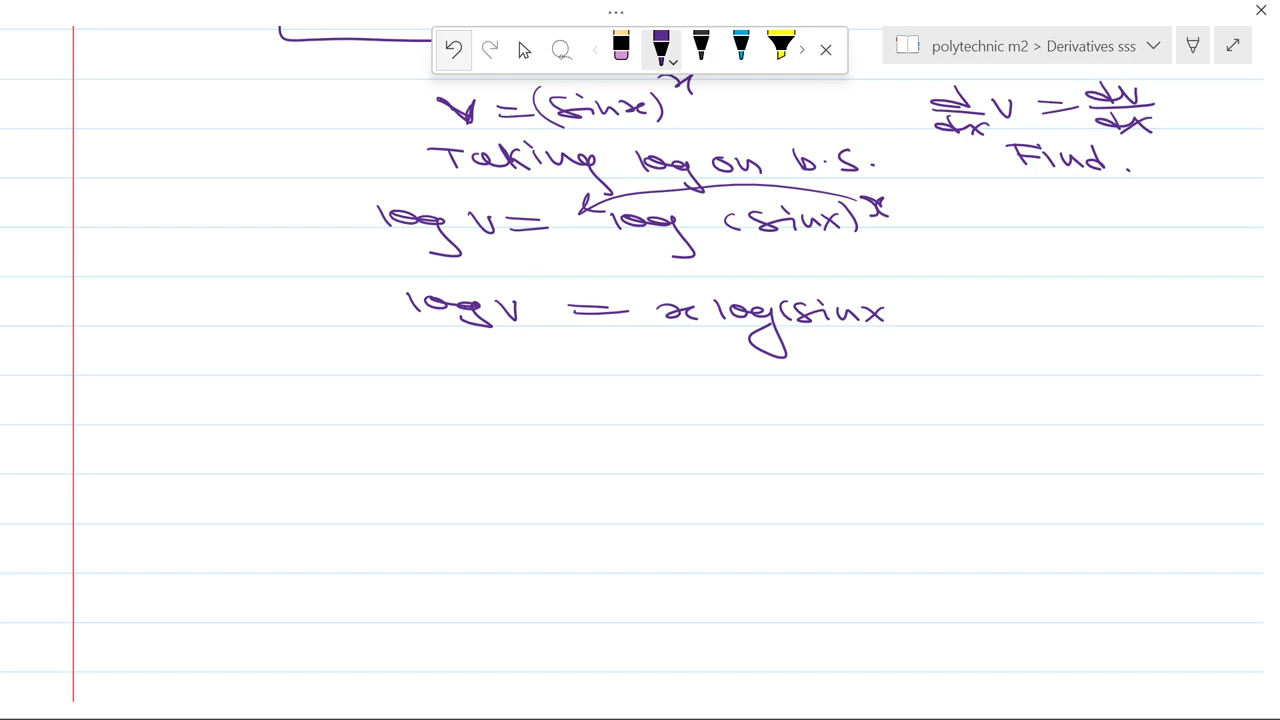 polytechnic m2 > Derivatives sss
v = (sinx)^x d/dx v = dv/dx
Taking log on b.s. Find.
log v = log (sinx)^x
log v = x log(sinx